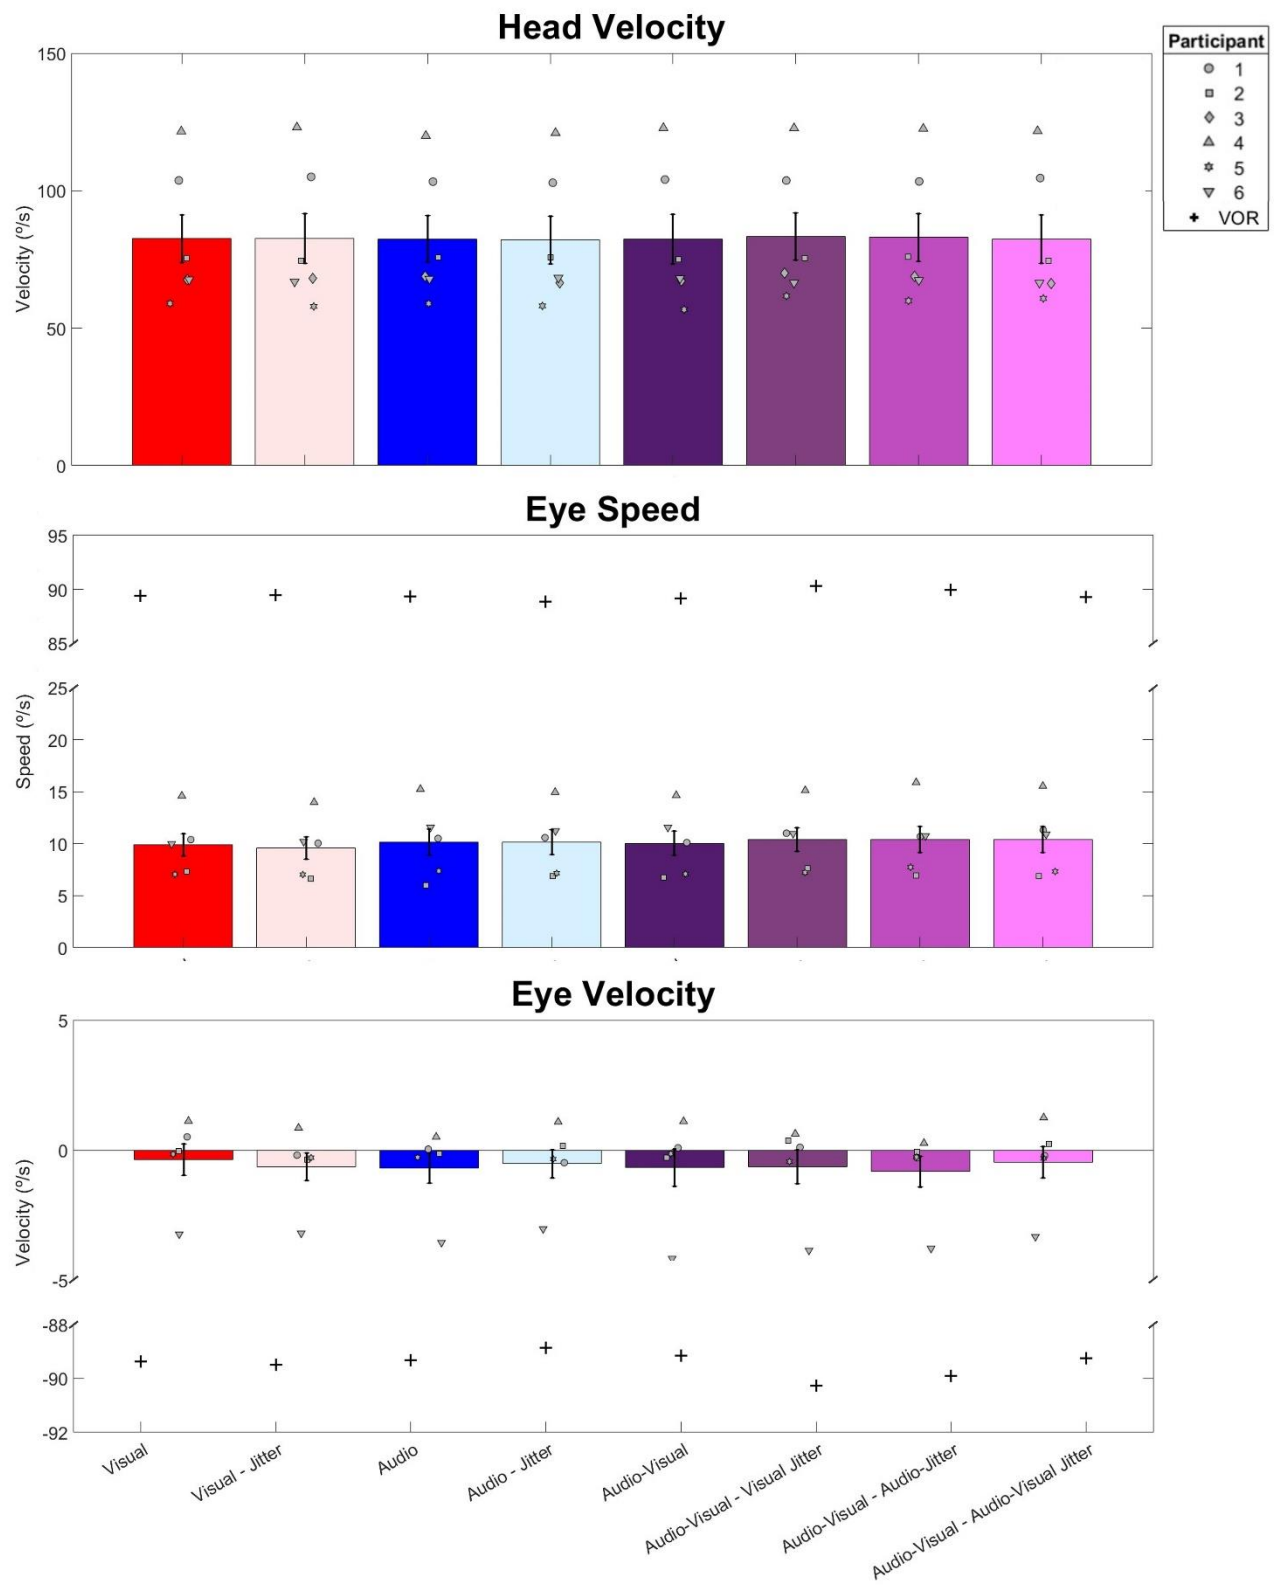 Head Velocity
Participant
1
2
3
4
5
6
VOR
150
100
50
0
Velocity (º/s)
Eye Speed
95
90
85
25
20
15
10
5
0
Speed (º/s)
Eye Velocity
5
0
-5
-88
-90
-92
Velocity (º/s)
Visual
Visual - Jitter
Audio
Audio - Jitter
Audio-Visual
Audio-Visual - Visual Jitter
Audio-Visual - Audio-Jitter
Audio-Visual - Audio-Visual Jitter